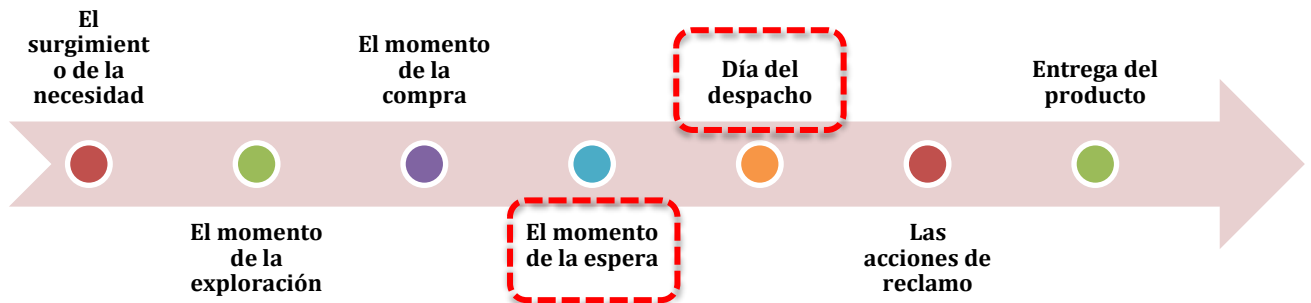 El
surgimient
o de la
necesidad
El momento
de la
exploración
El momento
de la
compra
El momento
de la espera
Día del
despacho
Las
acciones de
reclamo
Entrega del
producto